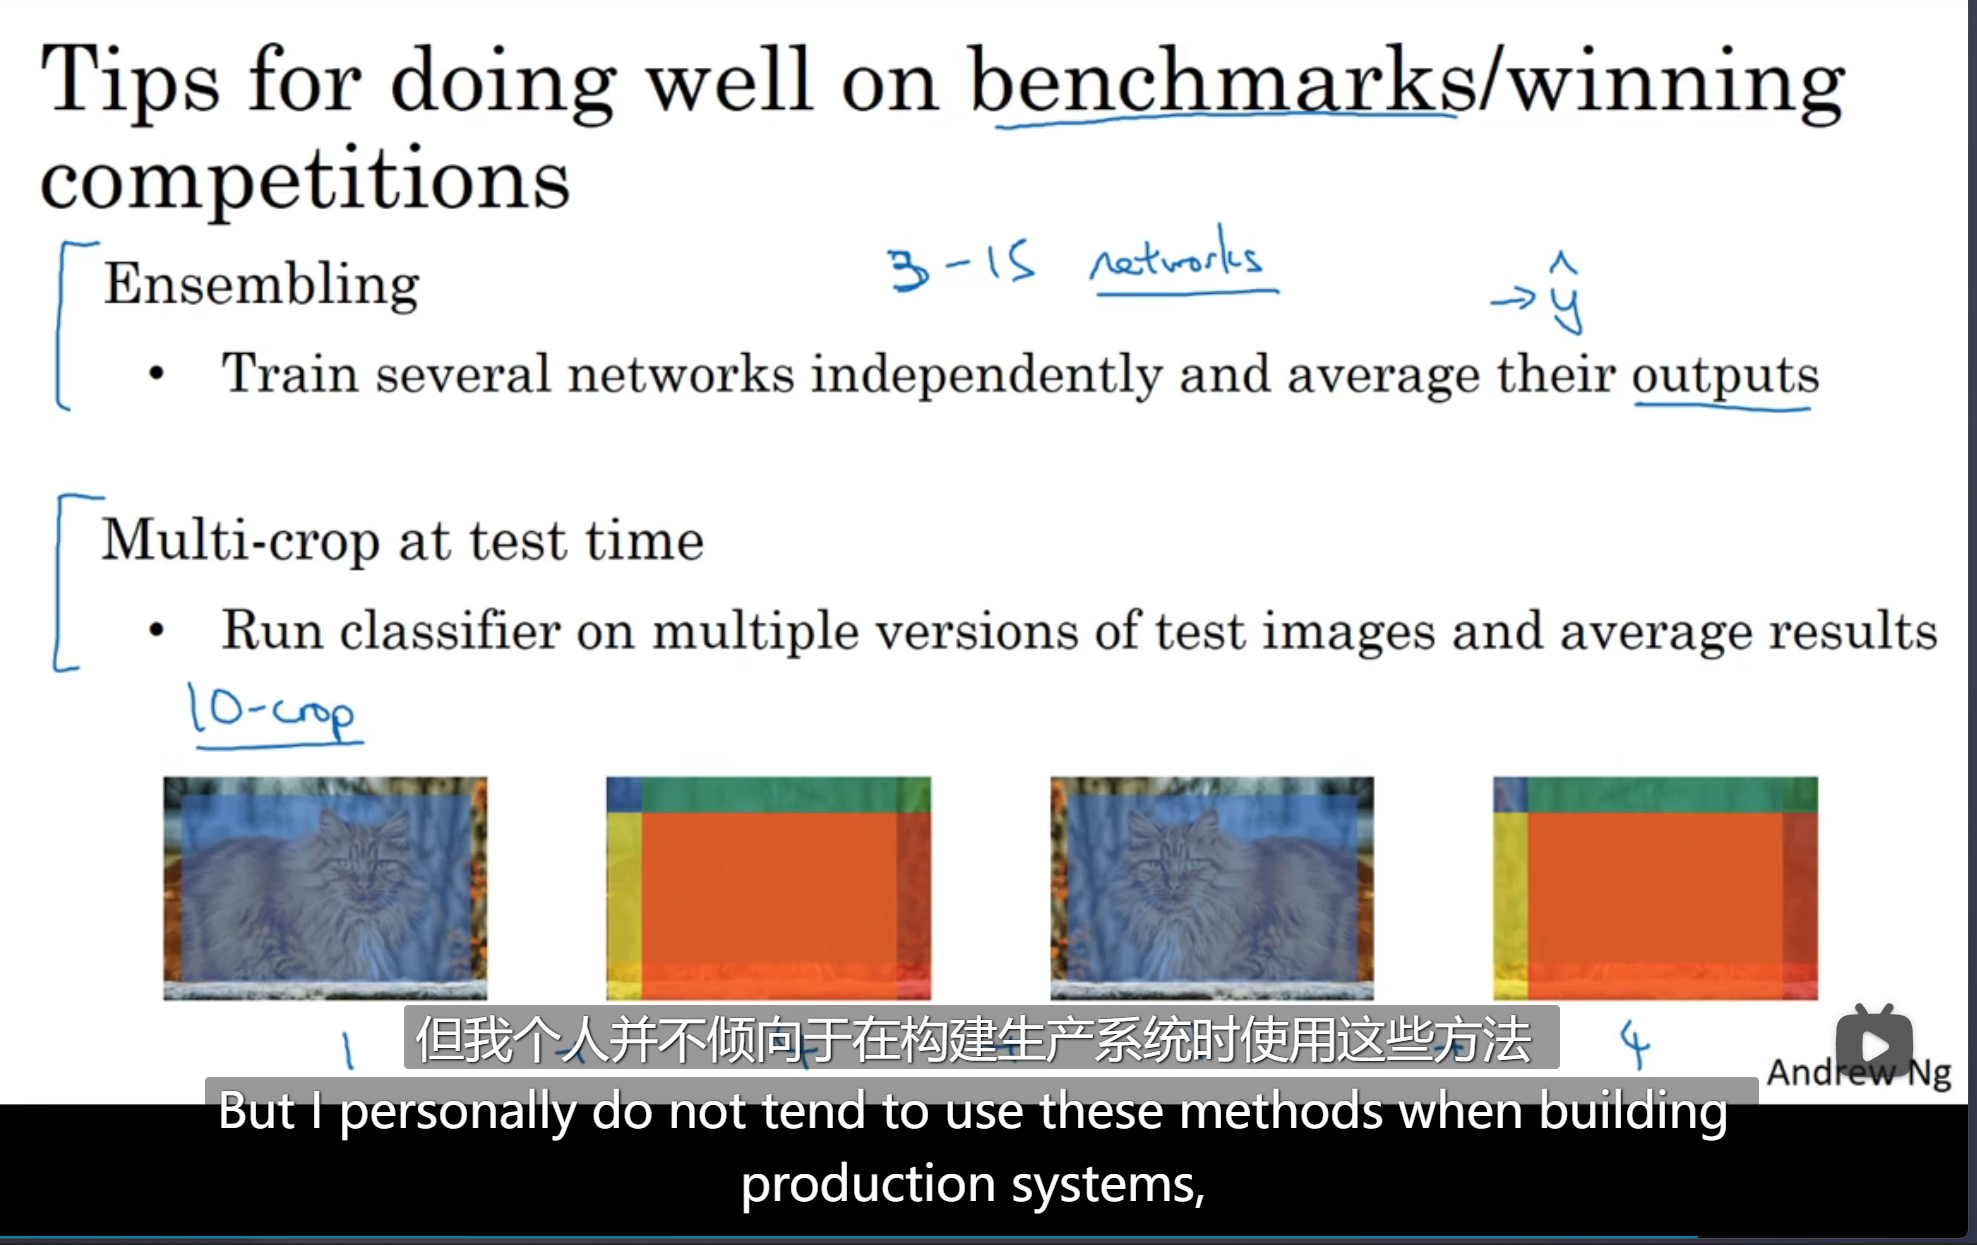 Tips for doing well on benchmarks/winning
competitions
Ensembling
3-15 networks
→ ŷ
• Train several networks independently and average their outputs
Multi-crop at test time
• Run classifier on multiple versions of test images and average results
10-crop
1 + 4 + + 4
但我个人并不倾向于在构建生产系统时使用这些方法
Andrew Ng
But I personally do not tend to use these methods when building
production systems,